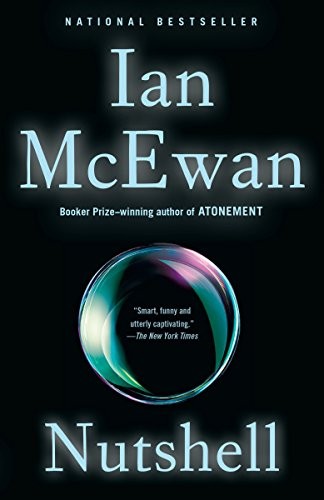 NATIONAL BESTSELLER
Ian
McEwan
Booker Prize–winning author of ATONEMENT
“Smart, funny and
utterly captivating.”
—The New York Times
Nutshell